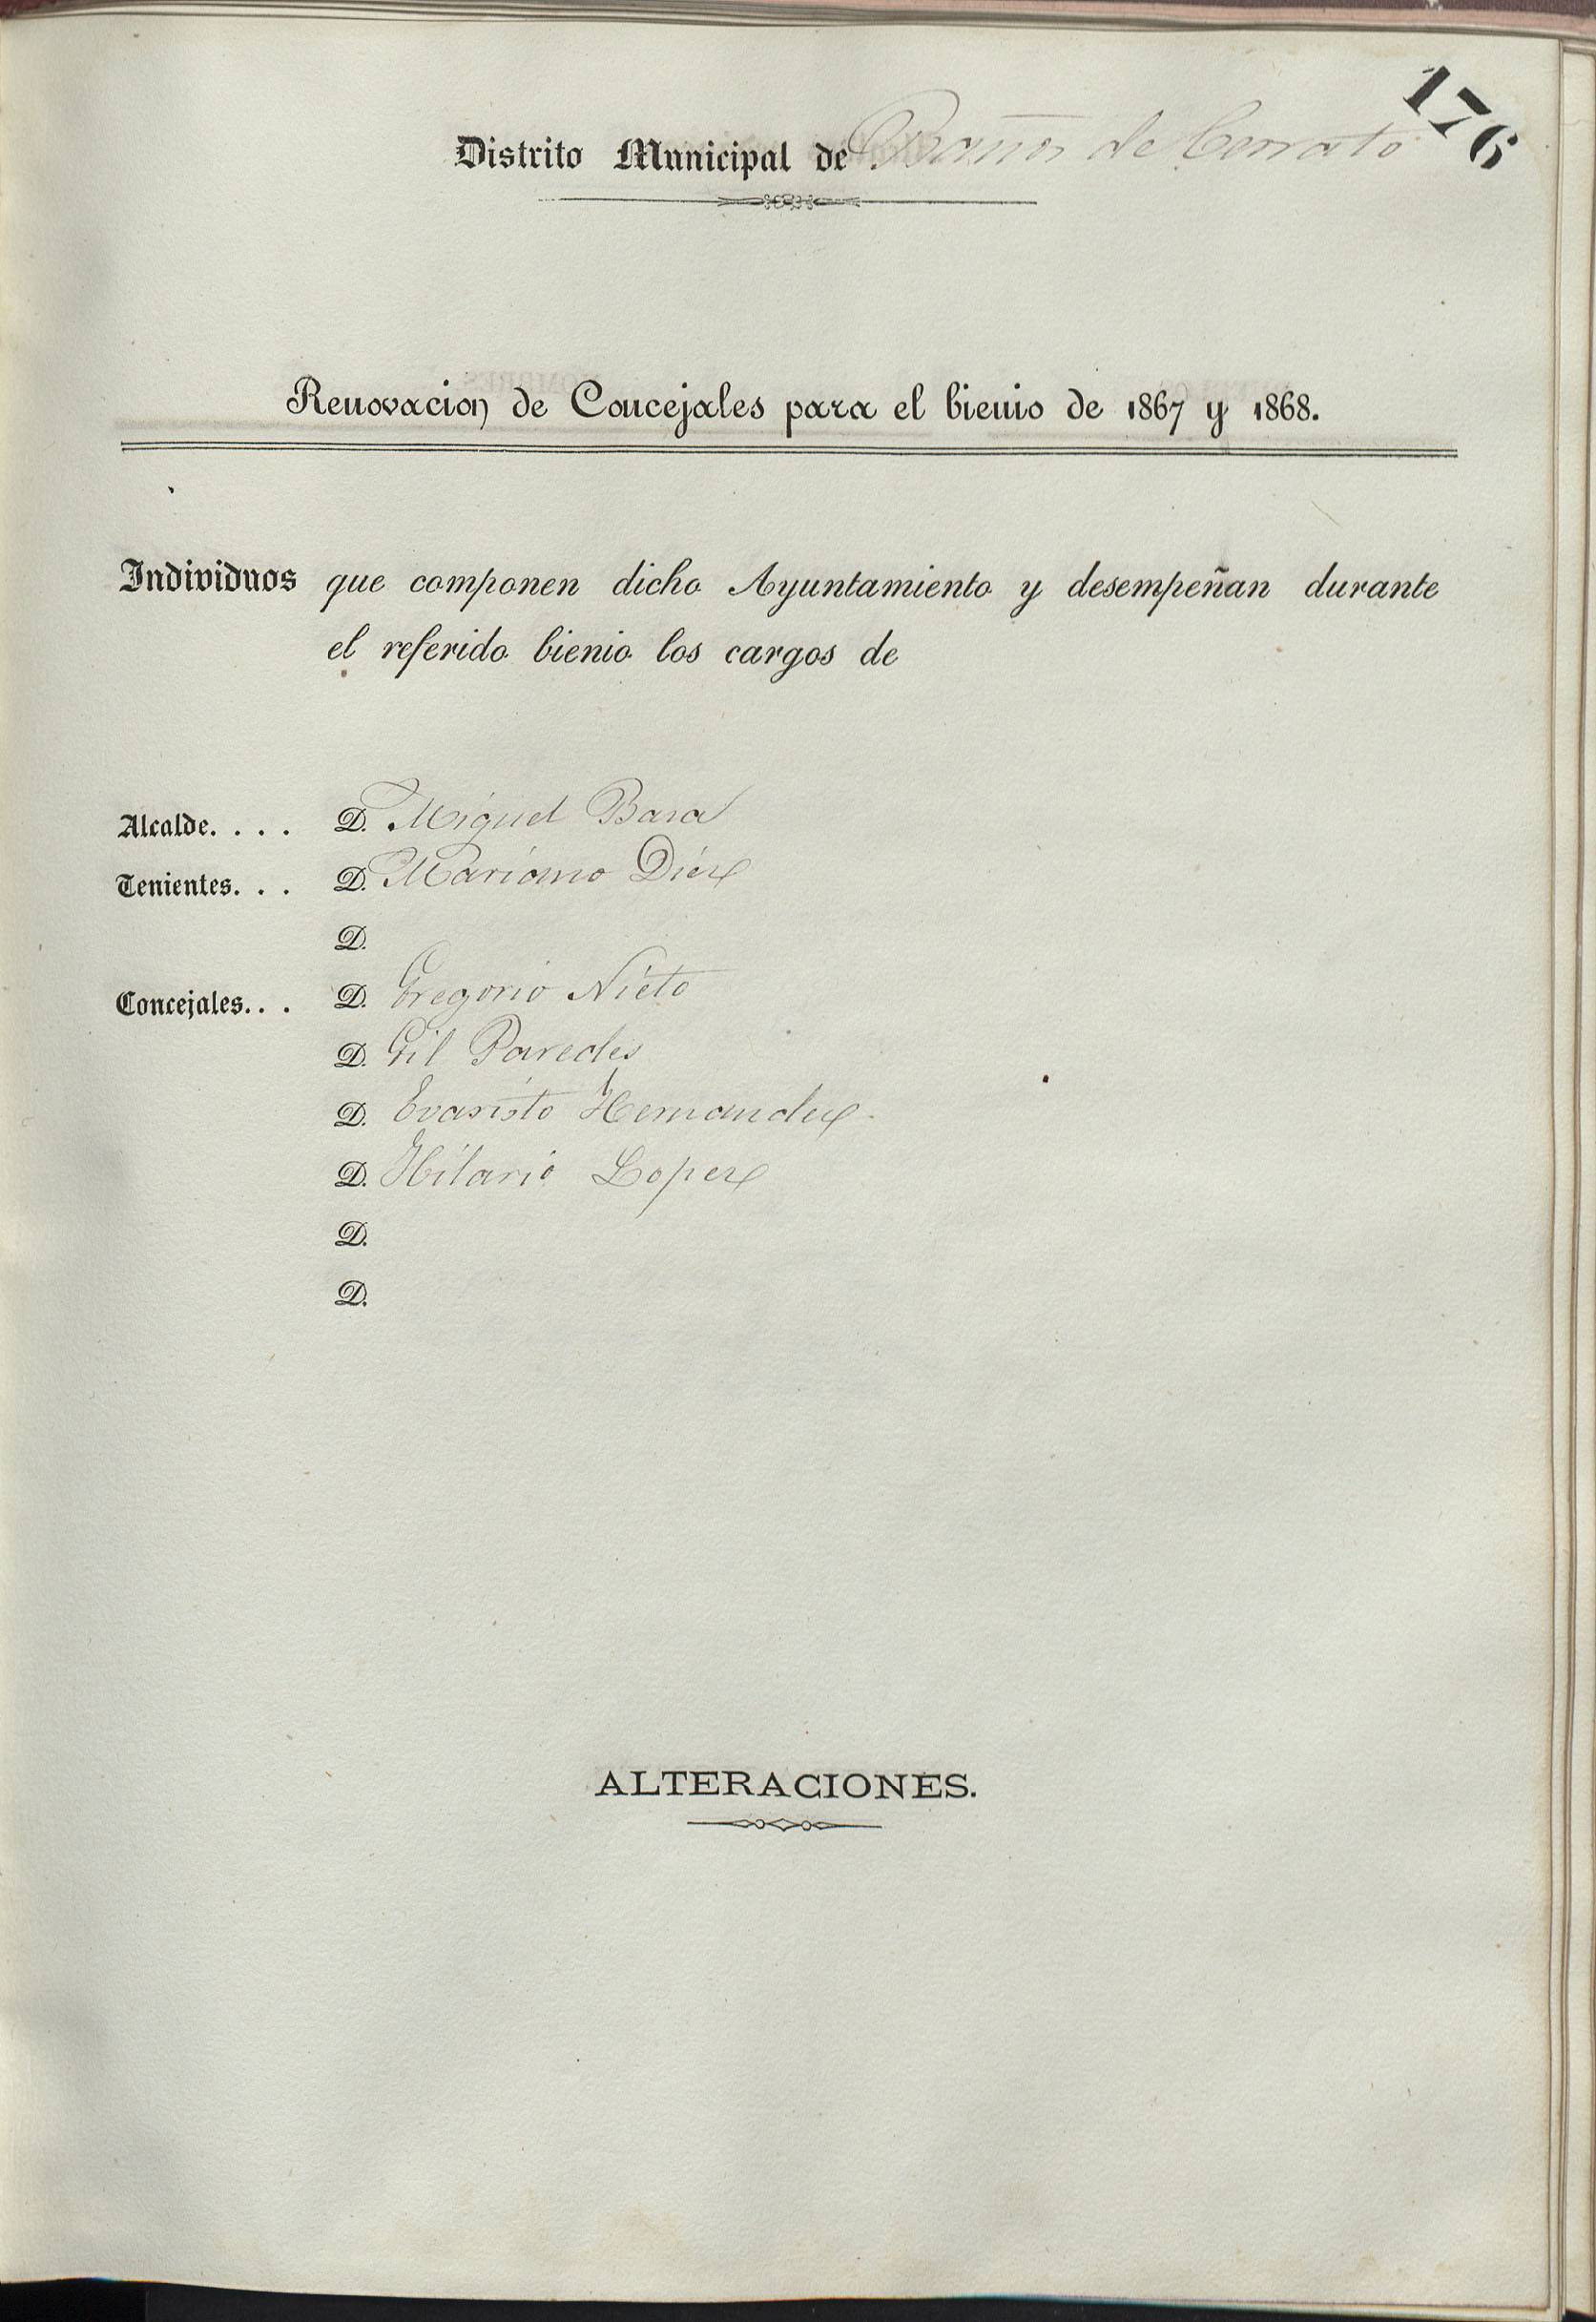 176
Distrito Municipal de Baños de Cerrato
Renovacion de Concejales para el bienio de 1867 y 1868.
Individuos que componen dicho Ayuntamiento y desempeñan durante
el referido bienio los cargos de
Alcalde. . . . D. Miguel Bara
Tenientes. . . D. Mariano Diez
D.
Concejales. . . D. Gregorio Nieto
D. Gil Paredes
D. Evaristo Hernandez
D. Hilario Lopez
D.
D.
ALTERACIONES.